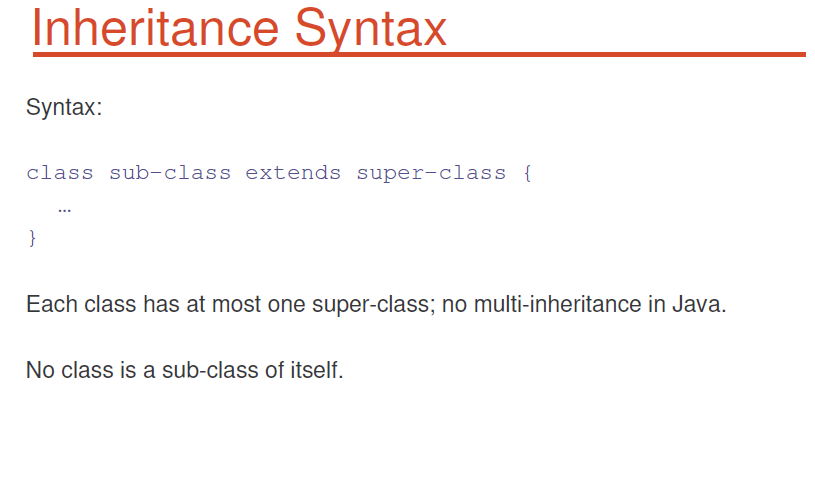 Inheritance Syntax
Syntax:
class sub-class extends super-class {
…
}
Each class has at most one super-class; no multi-inheritance in Java.
No class is a sub-class of itself.